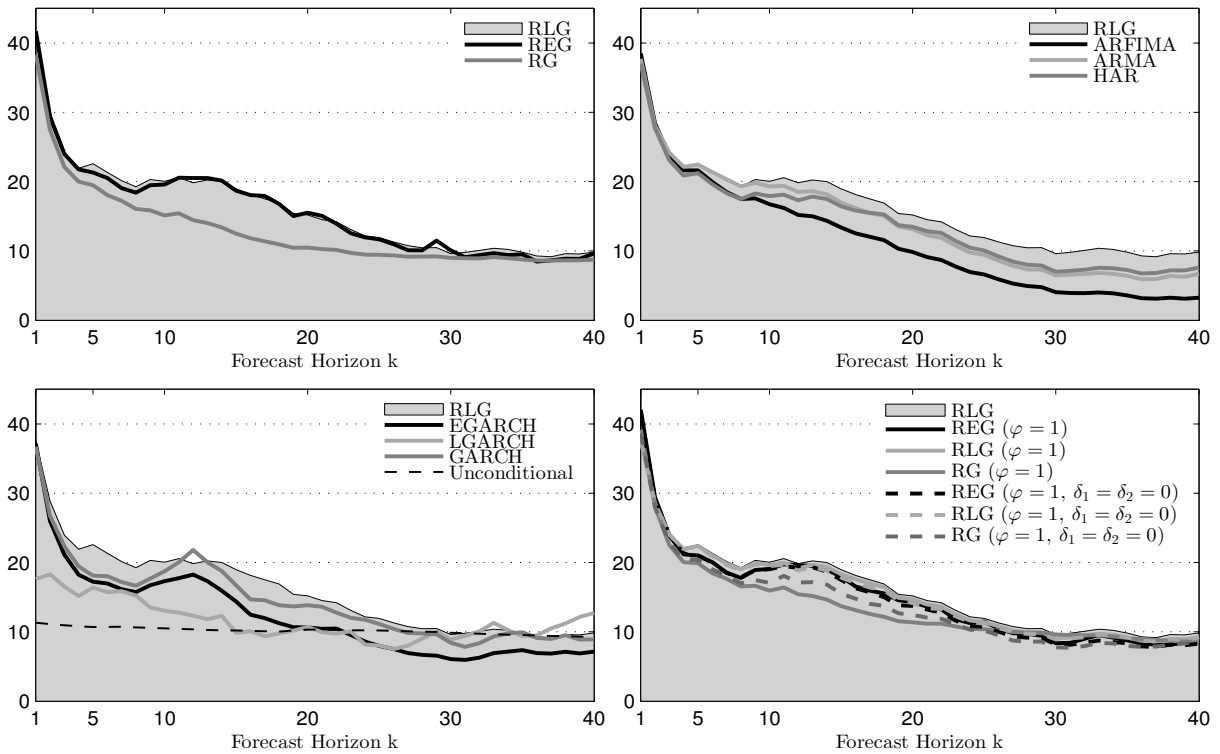 40
30
20
10
0
1 5 10 20 30 40
Forecast Horizon k
RLG
REG
RG
40
30
20
10
0
1 5 10 20 30 40
Forecast Horizon k
RLG
ARFIMA
ARMA
HAR
40
30
20
10
0
1 5 10 20 30 40
Forecast Horizon k
RLG
EGARCH
LGARCH
GARCH
Unconditional
40
30
20
10
0
1 5 10 20 30 40
Forecast Horizon k
RLG
REG (φ = 1)
RLG (φ = 1)
RG (φ = 1)
REG (φ = 1, δ₁ = δ₂ = 0)
RLG (φ = 1, δ₁ = δ₂ = 0)
RG (φ = 1, δ₁ = δ₂ = 0)